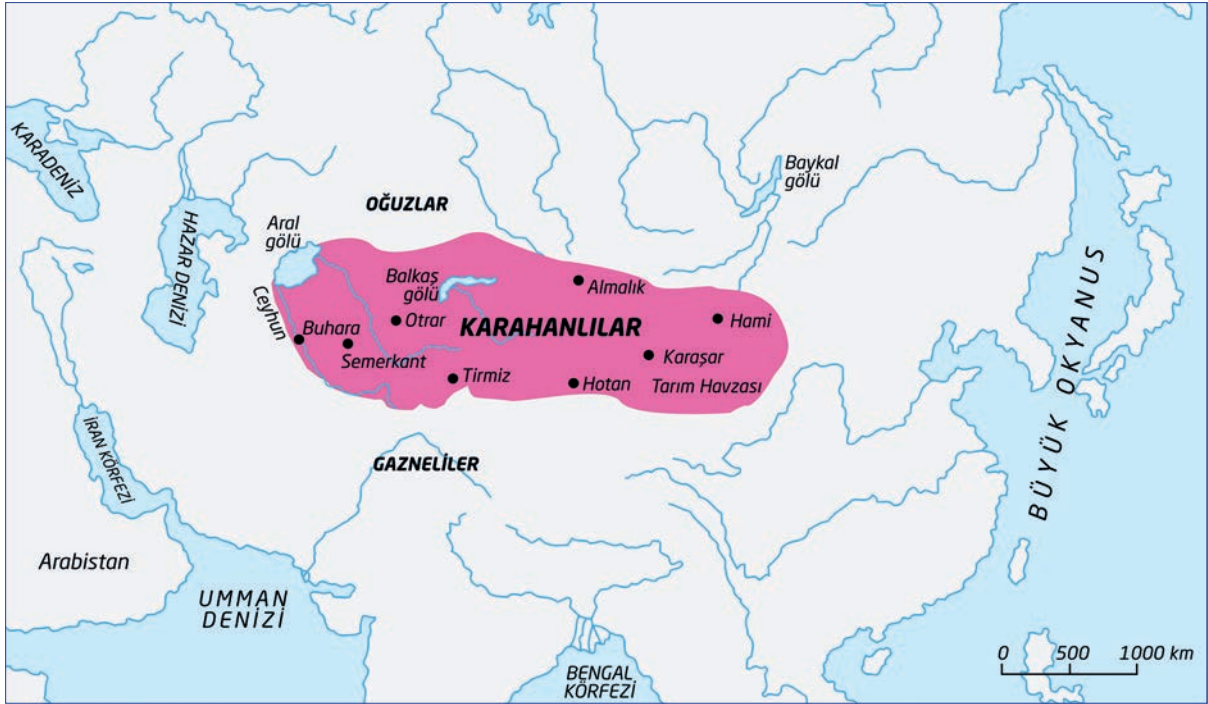 KARADENİZ
HAZAR DENİZİ
Aral
gölü
OĞUZLAR
Baykal
gölü
Balkaş
gölü
Almalık
Ceyhun
Buhara
Otrar
KARAHANLILAR
Hami
Semerkant
Karaşar
Tirmiz
Hotan
Tarım Havzası
GAZNELİLER
İRAN KÖRFEZİ
Arabistan
UMMAN
DENİZİ
BENGAL
KÖRFEZİ
BÜYÜK OKYANUS
0 500 1000 km